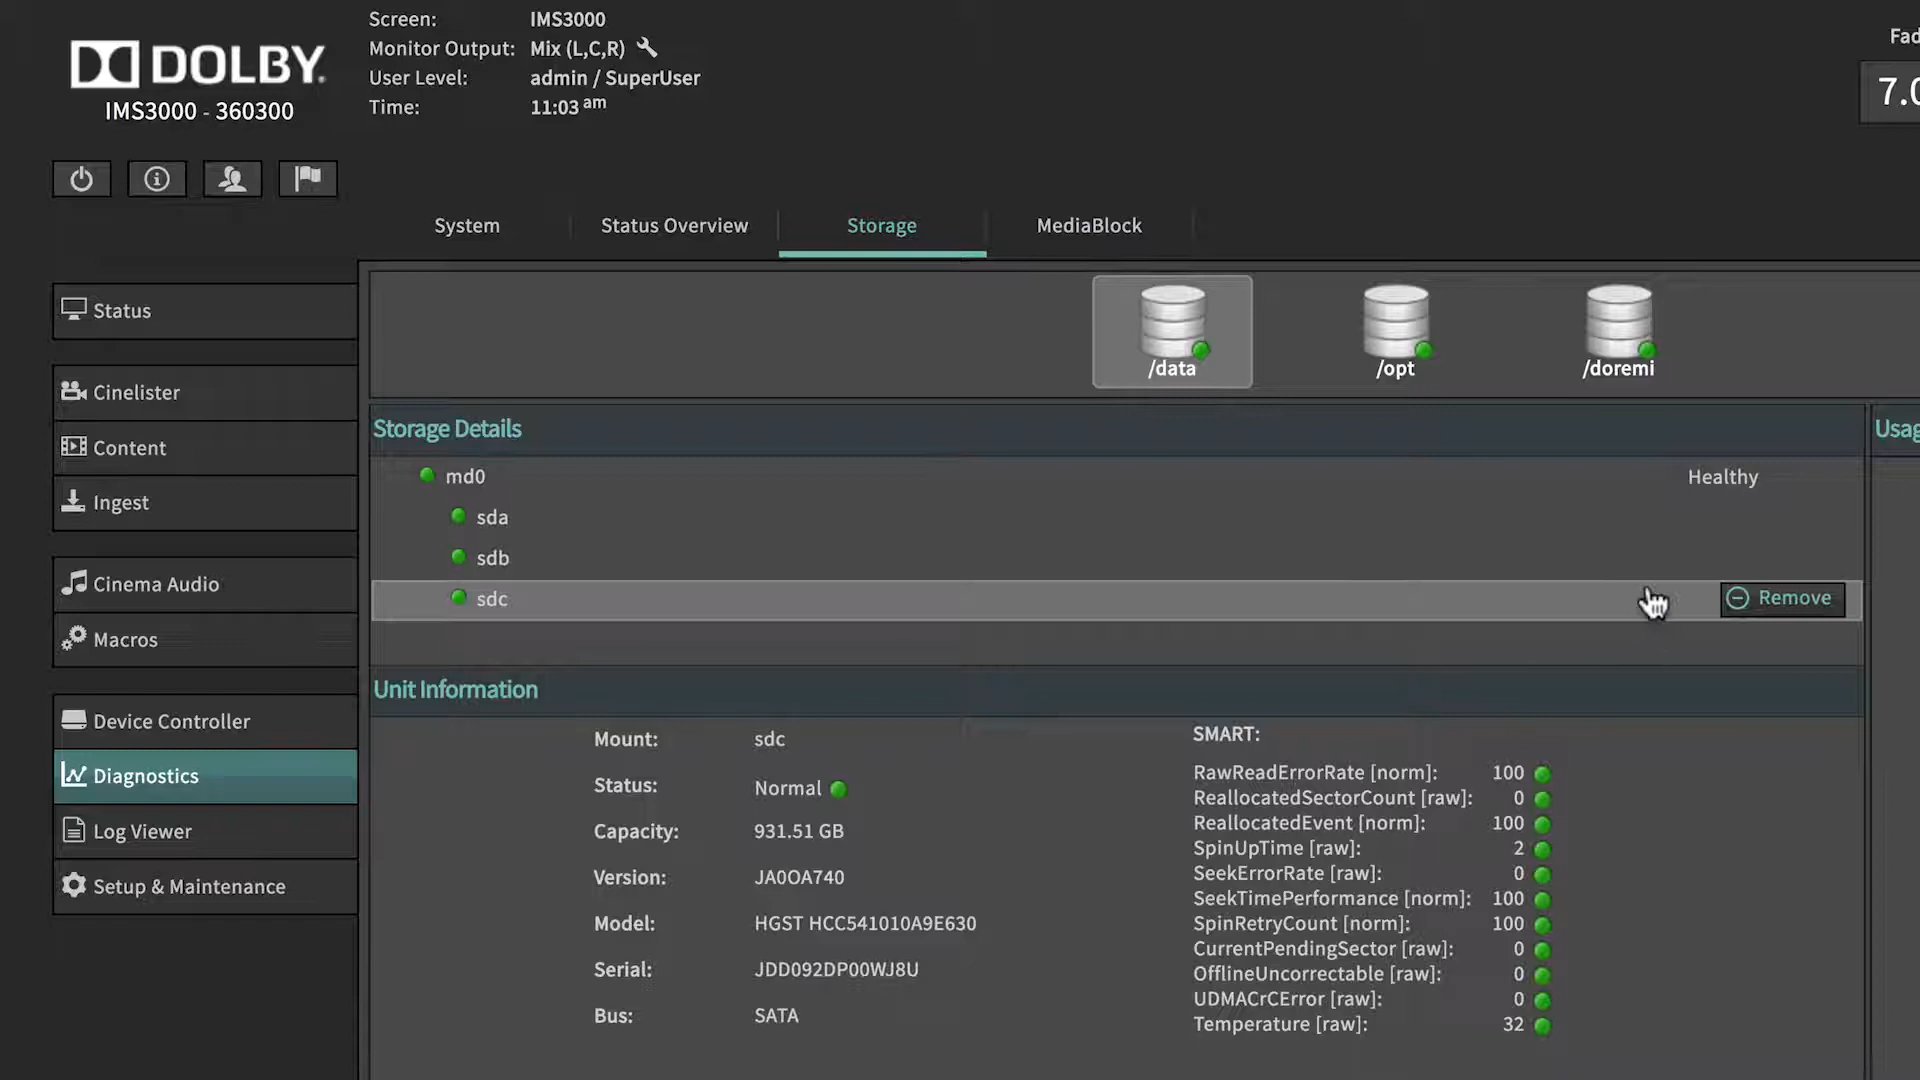 Screen: IMS3000
Monitor Output: Mix (L,C,R)
User Level: admin / SuperUser
Time: 11:03 am
DOLBY
IMS3000 - 360300
Fad
7.0
System Status Overview Storage MediaBlock
Status
Cinelister
Content
Ingest
Cinema Audio
Macros
Device Controller
Diagnostics
Log Viewer
Setup & Maintenance
/data /opt /doremi
Storage Details
Usag
md0 Healthy
sda
sdb
sdc Remove
Unit Information
Mount: sdc
Status: Normal
Capacity: 931.51 GB
Version: JA0OA740
Model: HGST HCC541010A9E630
Serial: JDD092DP00WJ8U
Bus: SATA
SMART:
RawReadErrorRate [norm]: 100
ReallocatedSectorCount [raw]: 0
ReallocatedEvent [norm]: 100
SpinUpTime [raw]: 2
SeekErrorRate [raw]: 0
SeekTimePerformance [norm]: 100
SpinRetryCount [norm]: 100
CurrentPendingSector [raw]: 0
OfflineUncorrectable [raw]: 0
UDMACrCError [raw]: 0
Temperature [raw]: 32